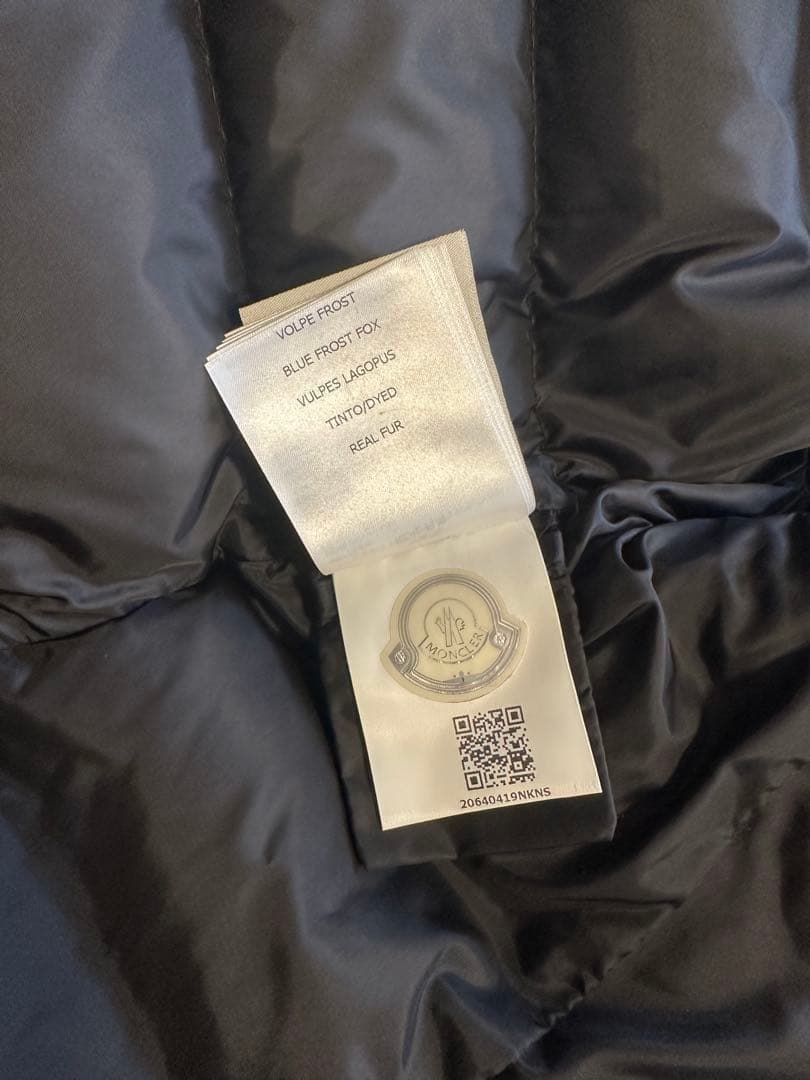 VOLPE FROST
BLUE FROST FOX
VULPES LAGOPUS
TINTO/DYED
REAL FUR
MONCLER
20640419NKNS